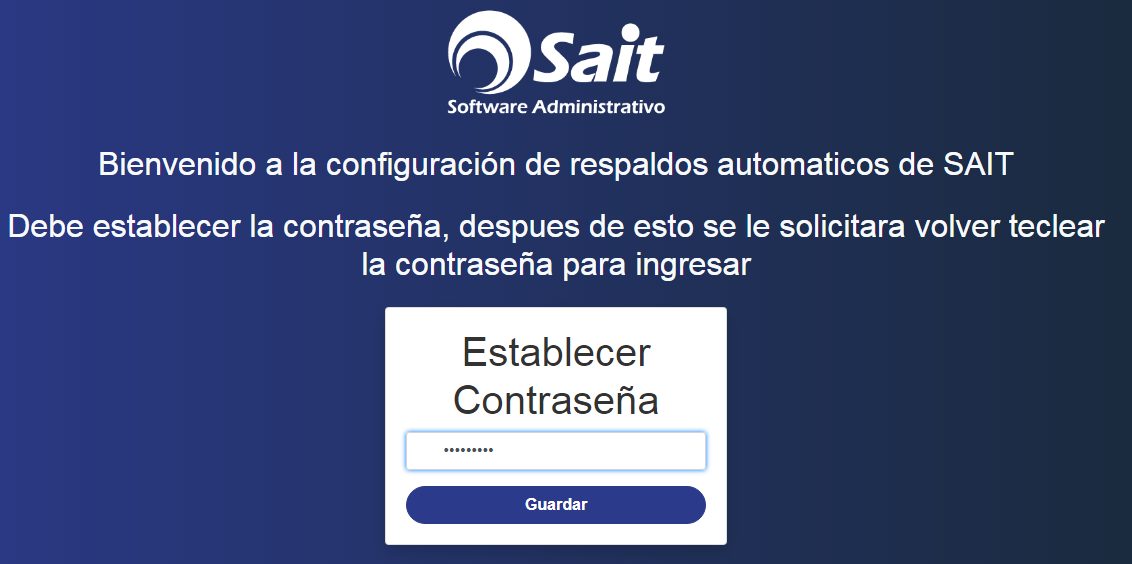 Sait
Software Administrativo
Bienvenido a la configuración de respaldos automaticos de SAIT
Debe establecer la contraseña, despues de esto se le solicitara volver teclear
la contraseña para ingresar
Establecer
Contraseña
•••••••••
Guardar